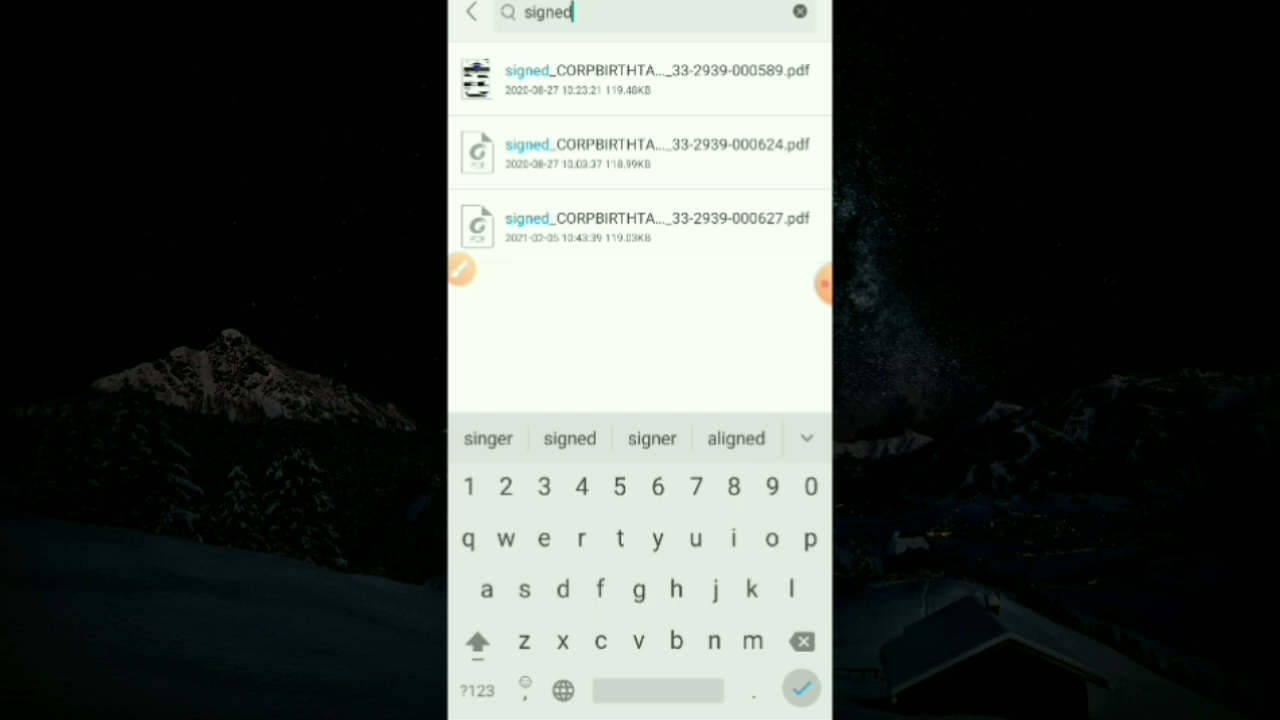 signed
signed_CORPBIRTHTA..._33-2939-000589.pdf
2020-08-27 10:23:21 119.48KB
signed_CORPBIRTHTA..._33-2939-000624.pdf
2020-08-27 10:03:37 118.99KB
PDF
signed_CORPBIRTHTA..._33-2939-000627.pdf
2021-02-05 10:43:39 119.03KB
PDF
singer signed signer aligned
1 2 3 4 5 6 7 8 9 0
q w e r t y u i o p
a s d f g h j k l
z x c v b n m
?123 , .